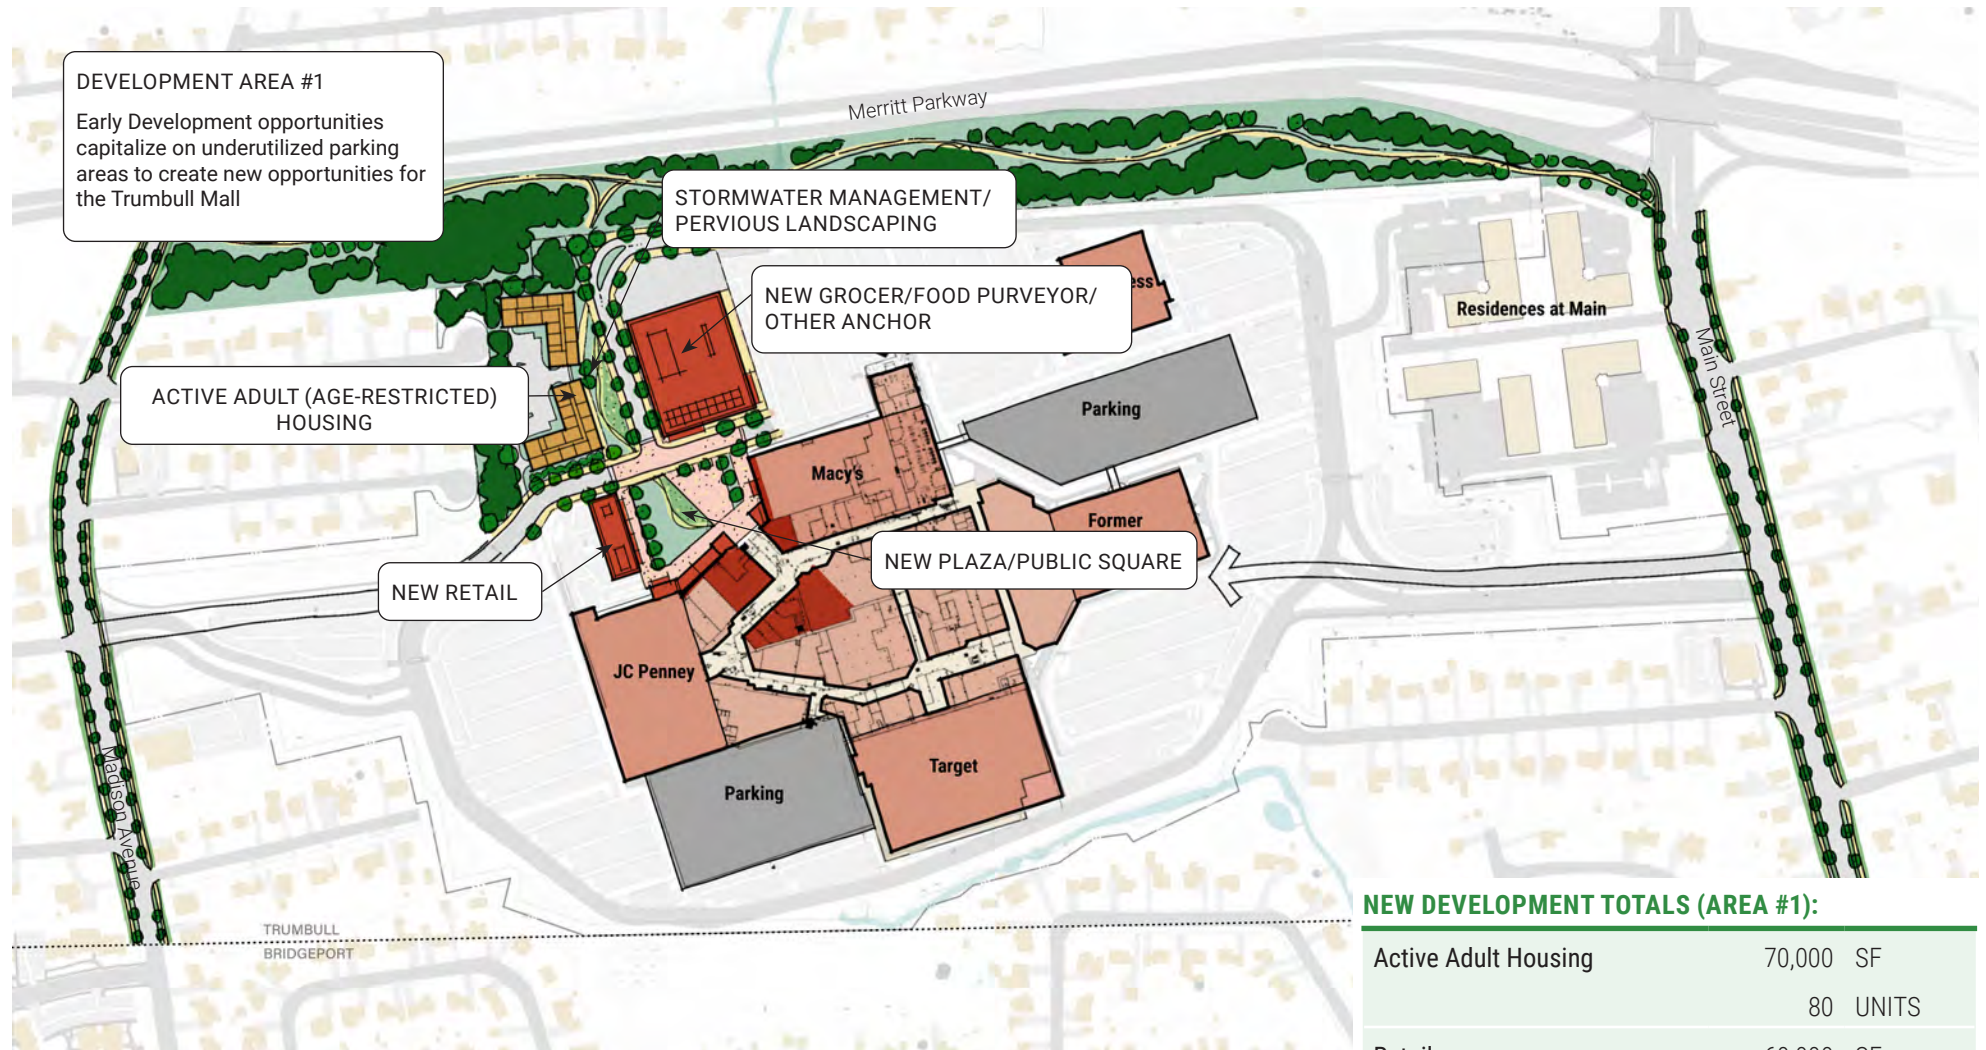 DEVELOPMENT AREA #1
Early Development opportunities
capitalize on underutilized parking
areas to create new opportunities for
the Trumbull Mall
Merritt Parkway
STORMWATER MANAGEMENT/
PERVIOUS LANDSCAPING
NEW GROCER/FOOD PURVEYOR/
OTHER ANCHOR
ess
Residences at Main
Main Street
ACTIVE ADULT (AGE-RESTRICTED)
HOUSING
Parking
Macy's
Former
NEW PLAZA/PUBLIC SQUARE
NEW RETAIL
JC Penney
Target
Parking
Madison Avenue
TRUMBULL
BRIDGEPORT
NEW DEVELOPMENT TOTALS (AREA #1):
Active Adult Housing 70,000 SF
80 UNITS